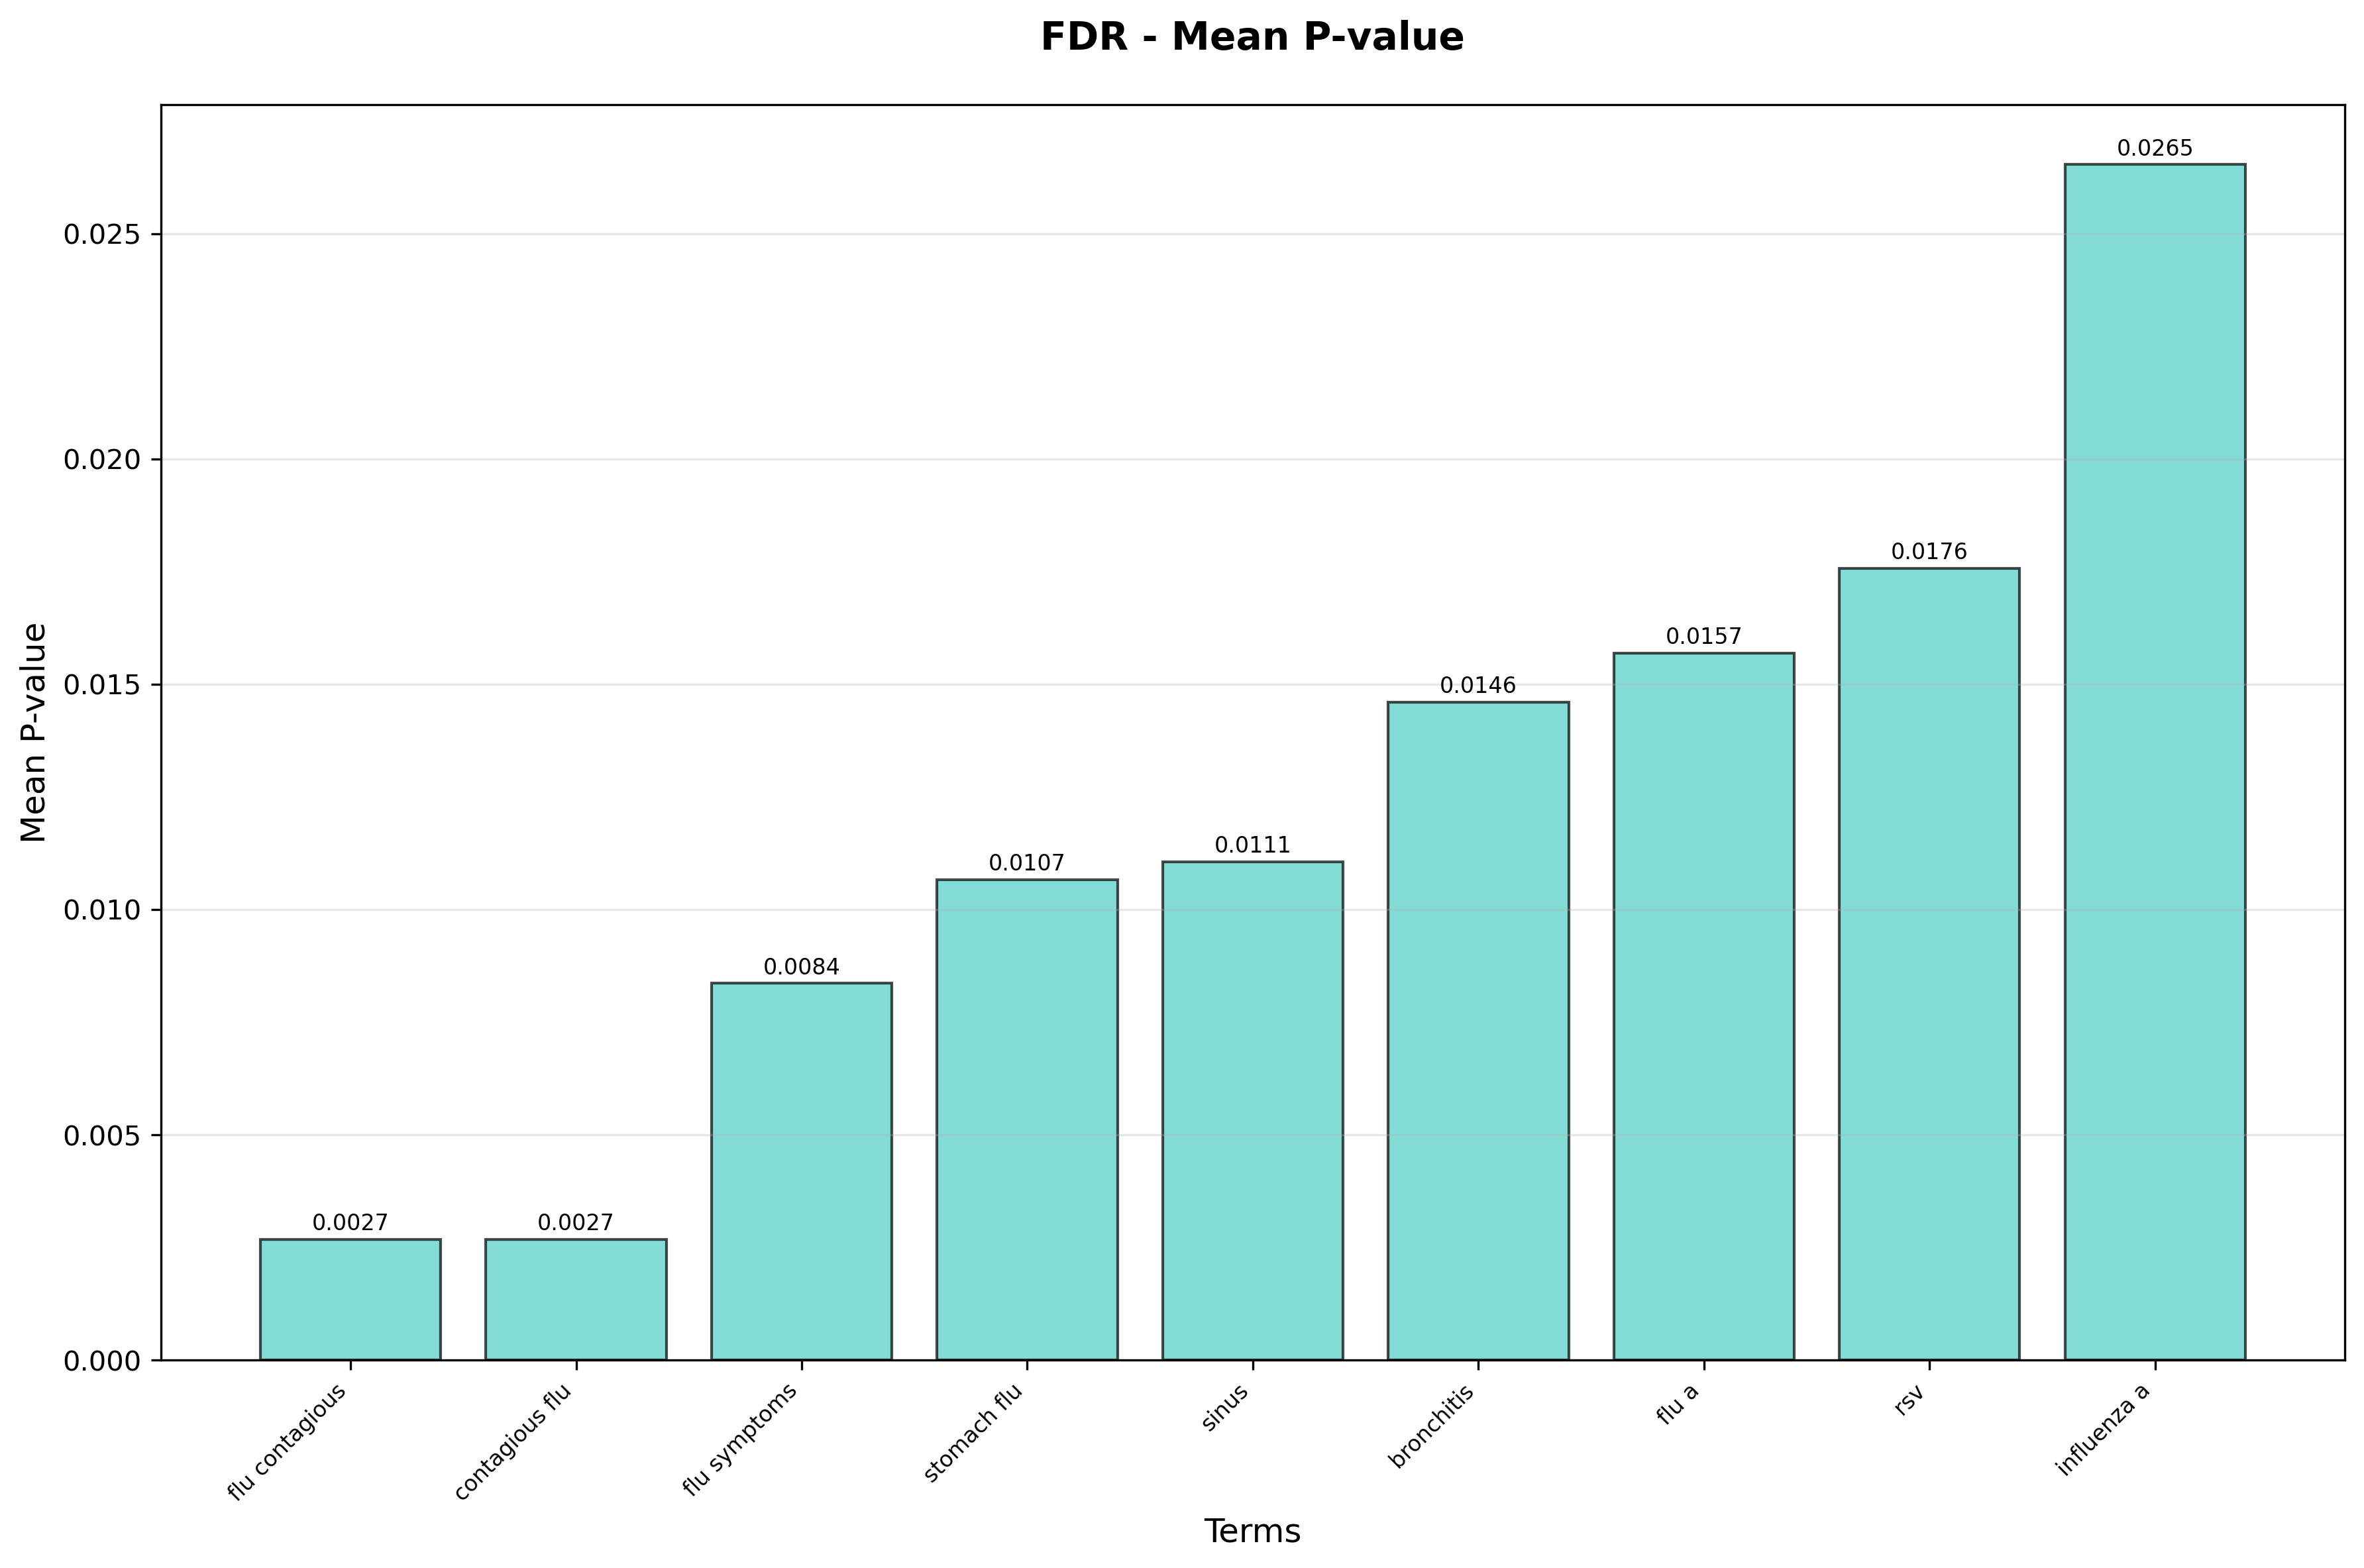 FDR - Mean P-value
Mean P-value
0.025
0.020
0.015
0.010
0.005
0.000
0.0027
0.0027
0.0084
0.0107
0.0111
0.0146
0.0157
0.0176
0.0265
flu contagious
contagious flu
flu symptoms
stomach flu
sinus
bronchitis
flu a
rsv
influenza a
Terms